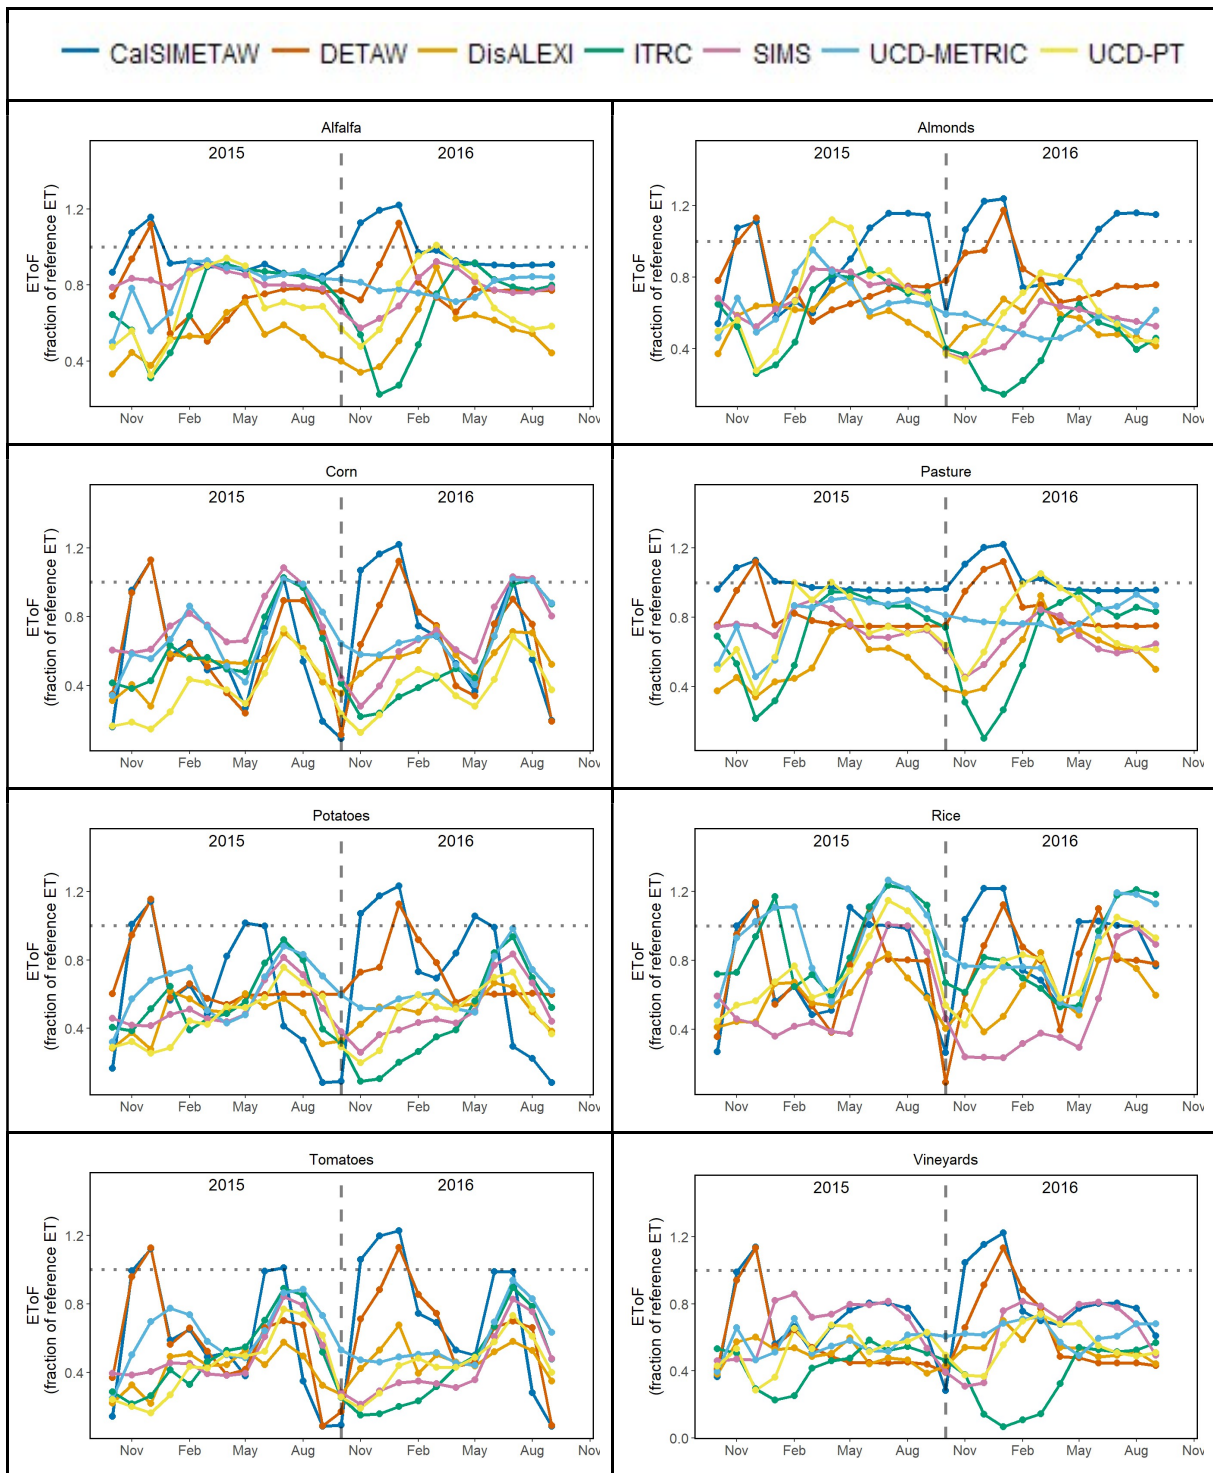 CalSIMETAW DETAW DisALEXI ITRC SIMS UCD-METRIC UCD-PT
Alfalfa
2015 2016
EToF
(fraction of reference ET)
1.2
0.8
0.4
Nov Feb May Aug Nov Feb May Aug Nov
Almonds
2015 2016
EToF
(fraction of reference ET)
1.2
0.8
0.4
Nov Feb May Aug Nov Feb May Aug Nov
Corn
2015 2016
EToF
(fraction of reference ET)
1.2
0.8
0.4
Nov Feb May Aug Nov Feb May Aug Nov
Pasture
2015 2016
EToF
(fraction of reference ET)
1.2
0.8
0.4
Nov Feb May Aug Nov Feb May Aug Nov
Potatoes
2015 2016
EToF
(fraction of reference ET)
1.2
0.8
0.4
Nov Feb May Aug Nov Feb May Aug Nov
Rice
2015 2016
EToF
(fraction of reference ET)
1.2
0.8
0.4
Nov Feb May Aug Nov Feb May Aug Nov
Tomatoes
2015 2016
EToF
(fraction of reference ET)
1.2
0.8
0.4
Nov Feb May Aug Nov Feb May Aug Nov
Vineyards
2015 2016
EToF
(fraction of reference ET)
1.2
0.8
0.4
0.0
Nov Feb May Aug Nov Feb May Aug Nov